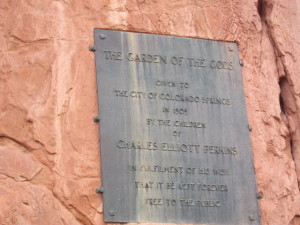 THE GARDEN OF THE GODS
GIVEN TO
THE CITY OF COLORADO SPRINGS
IN 1909
BY THE CHILDREN
OF
CHARLES ELLIOTT PERKINS
IN FULFILMENT OF HIS WISH
THAT IT BE KEPT FOREVER
FREE TO THE PUBLIC